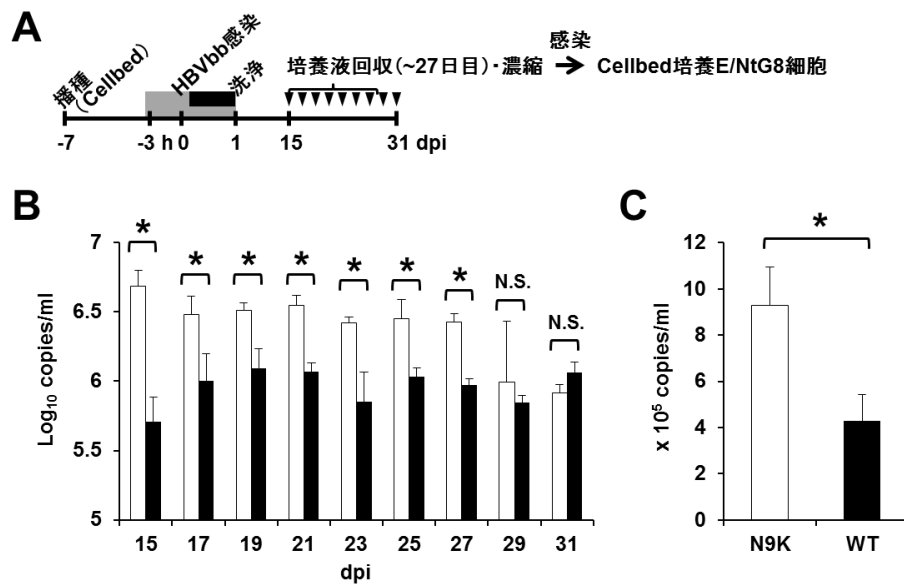 A
播種
(Cellbed)
HBVbb感染
洗浄
培養液回収(~27日目)・濃縮
感染
Cellbed培養E/NtG8細胞
-7
-3 h
0
1
15
31 dpi
B
Log10 copies/ml
7
6.5
6
5.5
5
*
*
*
*
*
*
*
N.S.
N.S.
15
17
19
21
23
25
27
29
31
dpi
C
x 10⁵ copies/ml
12
10
8
6
4
2
0
*
N9K
WT